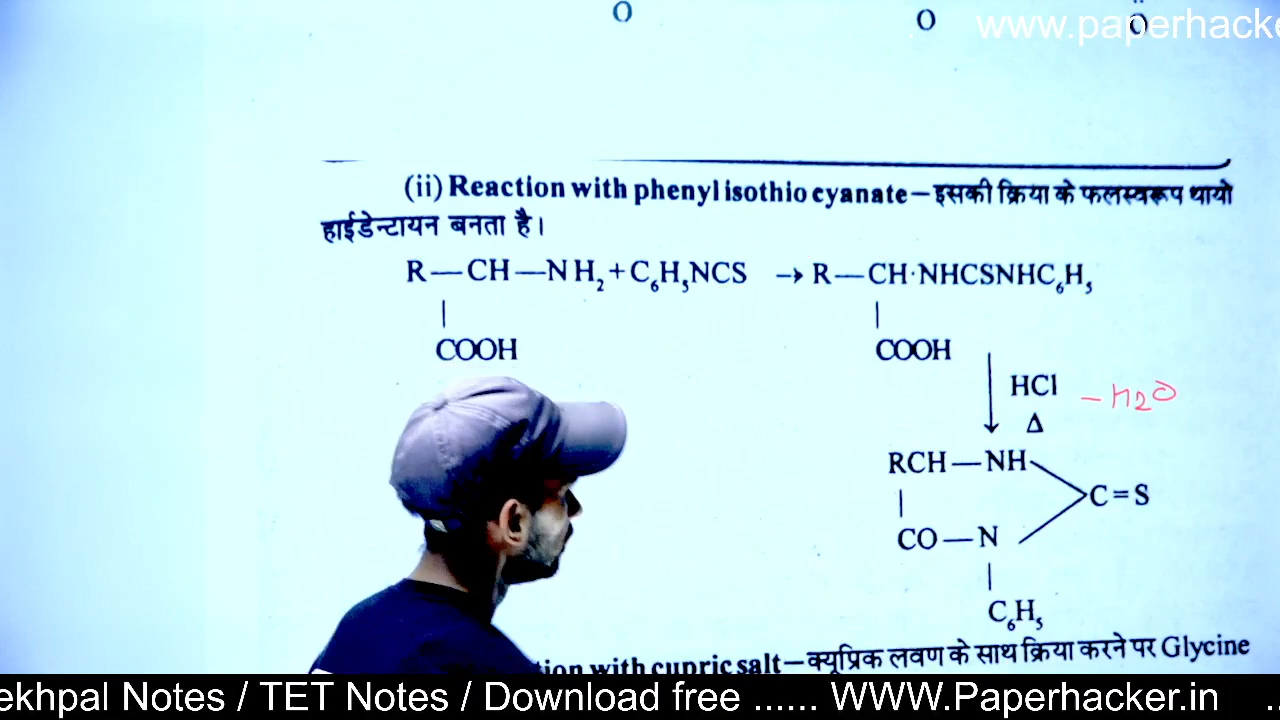 O O O
www.paperhacke
(ii) Reaction with phenyl isothio cyanate – इसकी क्रिया के फलस्वरूप थायो
हाईडेन्टायन बनता है।
R — CH — NH₂ + C₆H₅NCS → R — CH·NHCSNHC₆H₅
| |
COOH COOH
HCl – H2O
Δ
RCH — NH
| C = S
CO — N
|
C₆H₅
tion with cupric salt – क्यूप्रिक लवण के साथ क्रिया करने पर Glycine
ekhpal Notes / TET Notes / Download free ...... WWW.Paperhacker.in ..